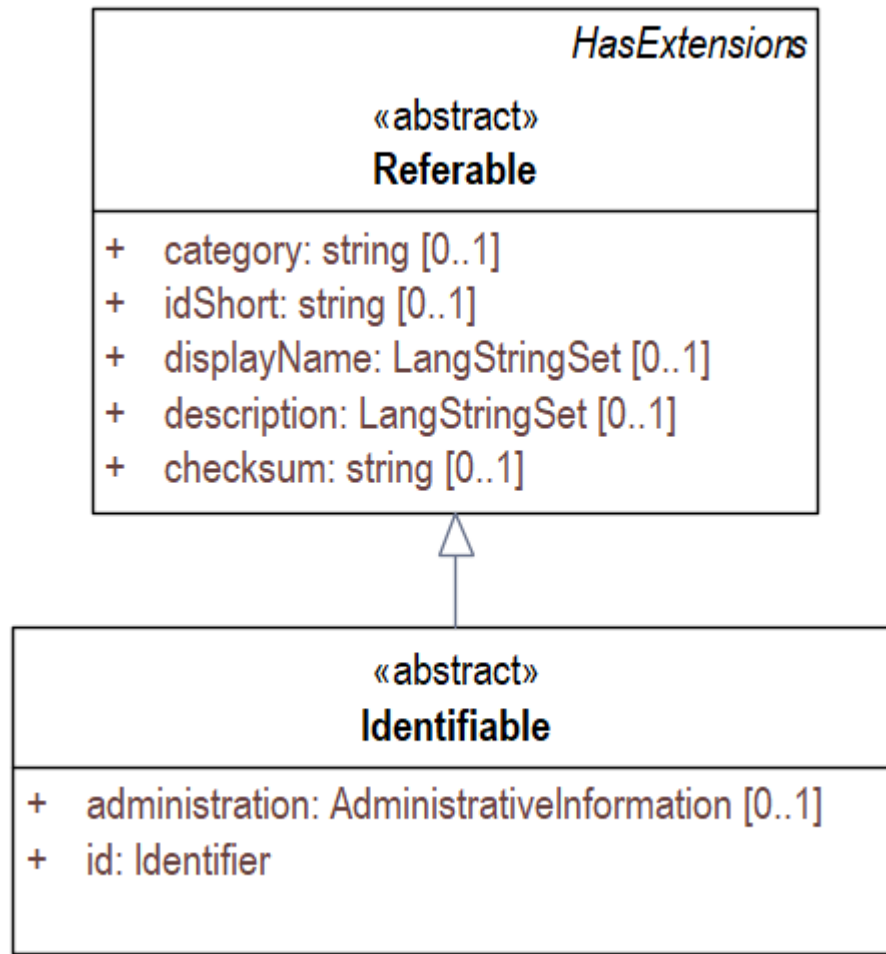 HasExtensions
«abstract»
Referable
+ category: string [0..1]
+ idShort: string [0..1]
+ displayName: LangStringSet [0..1]
+ description: LangStringSet [0..1]
+ checksum: string [0..1]
«abstract»
Identifiable
+ administration: AdministrativeInformation [0..1]
+ id: Identifier